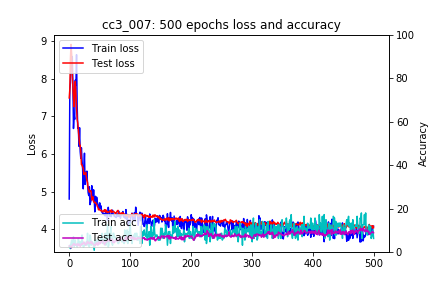 cc3_007: 500 epochs loss and accuracy
Train loss
Test loss
Train acc
Test acc
Loss
9
8
7
6
5
4
Accuracy
100
80
60
40
20
0
0
100
200
300
400
500